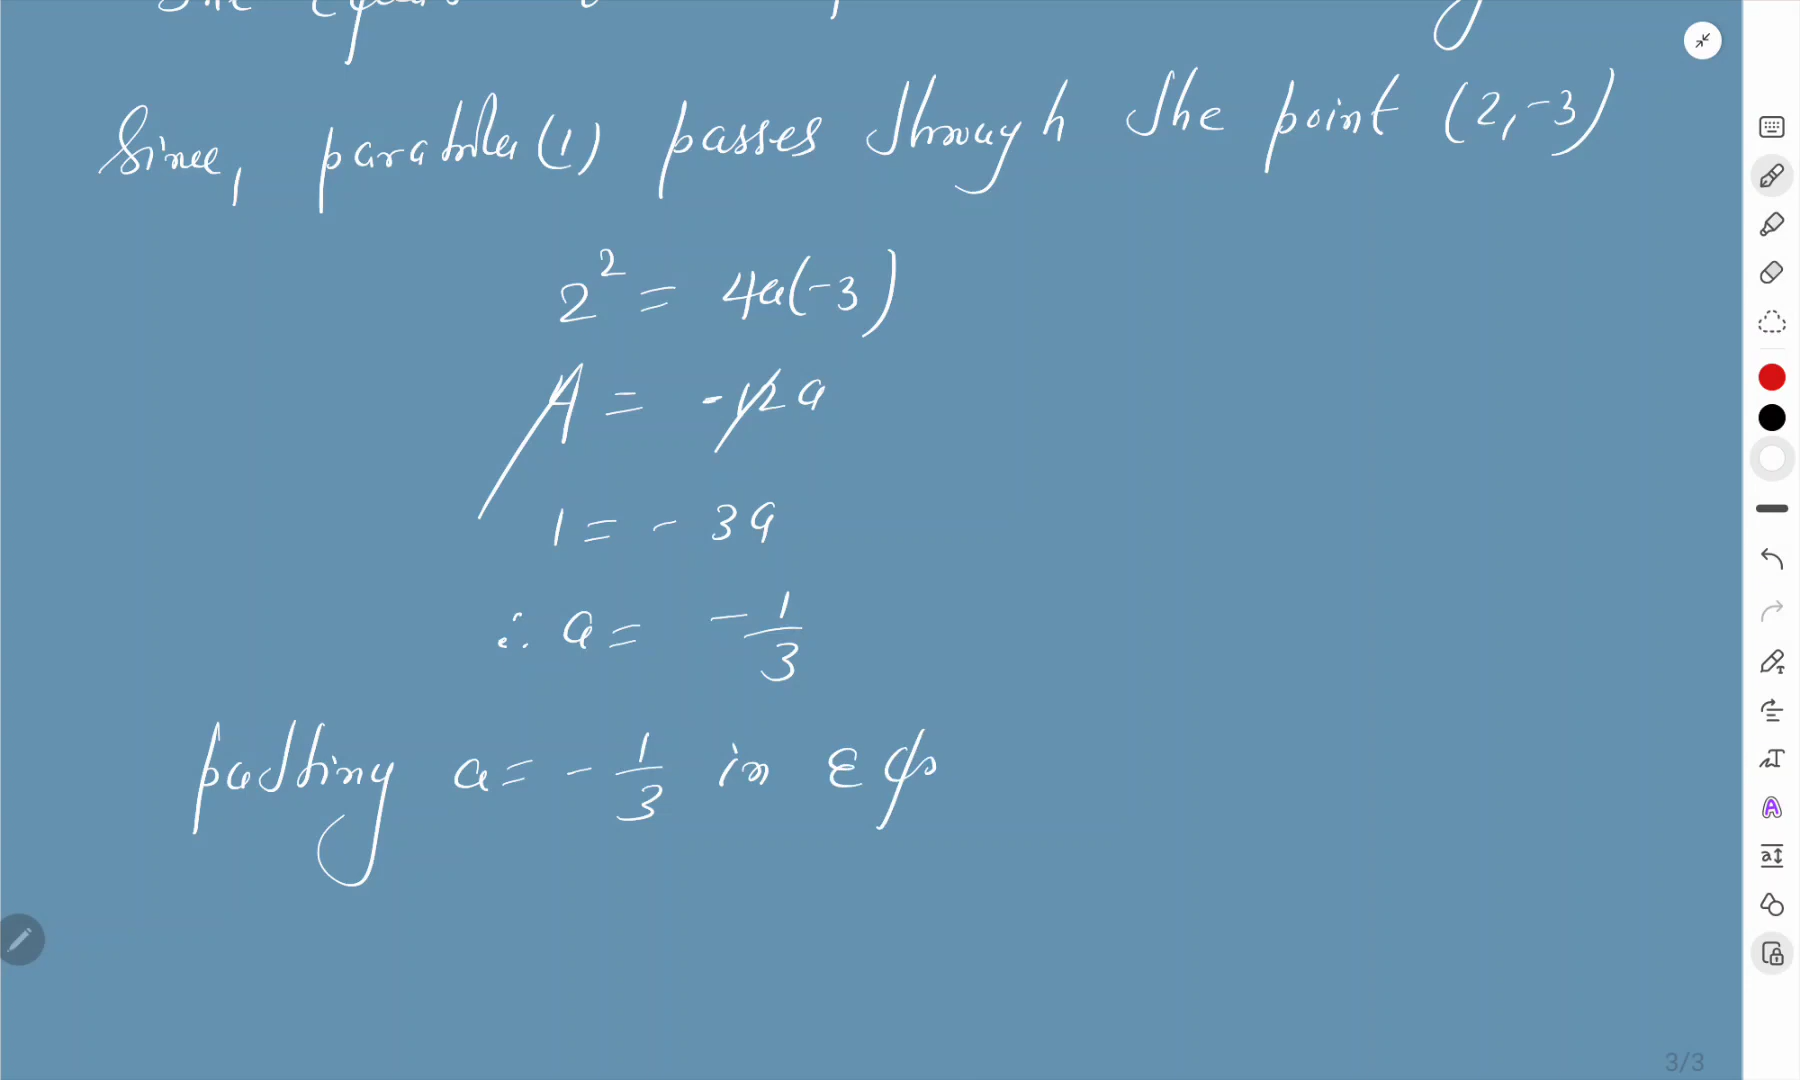 Since, parabola (1) passes through the point (2,-3)
2² = 4a(-3)
4 = -12a
1 = -3a
∴ a = -1/3
putting a = -1/3 in eq
3/3